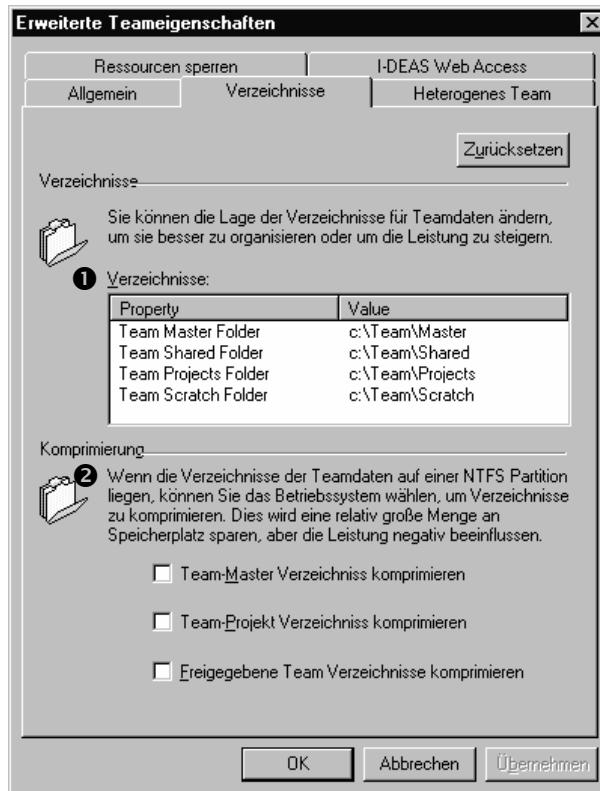 Erweiterte Teameigenschaften
Ressourcen sperren
I-DEAS Web Access
Allgemein
Verzeichnisse
Heterogenes Team
Zurücksetzen
Verzeichnisse
Sie können die Lage der Verzeichnisse für Teamdaten ändern,
um sie besser zu organisieren oder um die Leistung zu steigern.
❶ Verzeichnisse:
Property Value
Team Master Folder c:\Team\Master
Team Shared Folder c:\Team\Shared
Team Projects Folder c:\Team\Projects
Team Scratch Folder c:\Team\Scratch
Komprimierung
❷ Wenn die Verzeichnisse der Teamdaten auf einer NTFS Partition
liegen, können Sie das Betriebssystem wählen, um Verzeichnisse
zu komprimieren. Dies wird eine relativ große Menge an
Speicherplatz sparen, aber die Leistung negativ beeinflussen.
Team-Master Verzeichniss komprimieren
Team-Projekt Verzeichniss komprimieren
Freigegebene Team Verzeichnisse komprimieren
OK
Abbrechen
Übernehmen